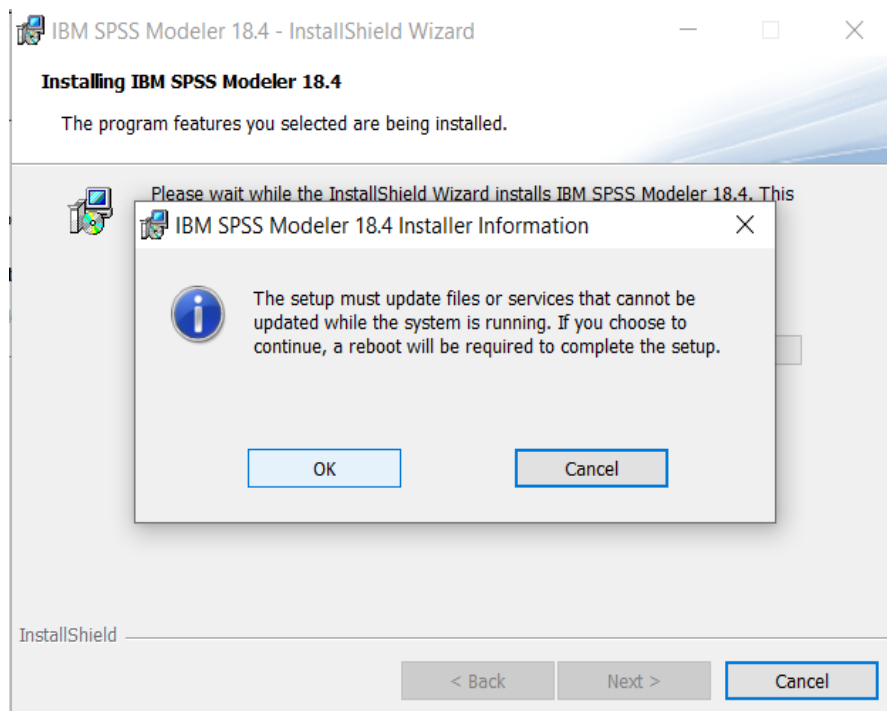 IBM SPSS Modeler 18.4 - InstallShield Wizard
Installing IBM SPSS Modeler 18.4
The program features you selected are being installed.
Please wait while the InstallShield Wizard installs IBM SPSS Modeler 18.4. This
IBM SPSS Modeler 18.4 Installer Information
The setup must update files or services that cannot be
updated while the system is running. If you choose to
continue, a reboot will be required to complete the setup.
OK Cancel
InstallShield
< Back Next > Cancel